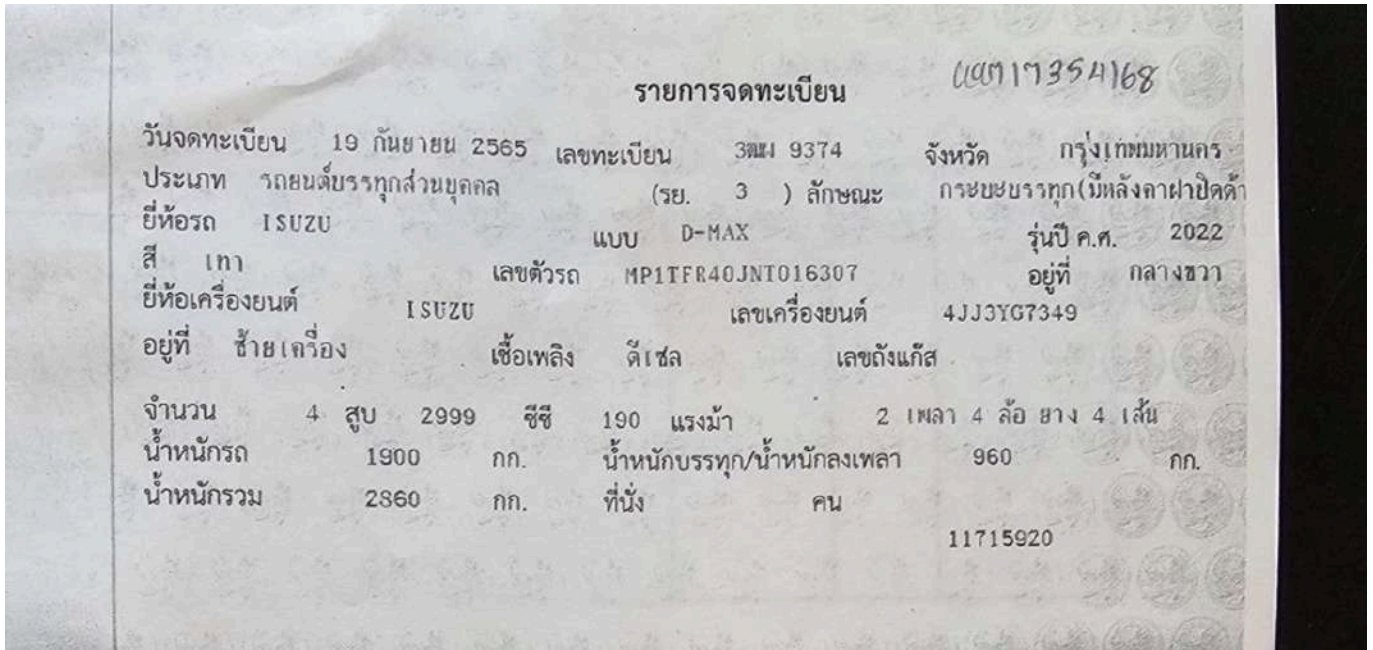 รายการจดทะเบียน 17354168
วันจดทะเบียน 19 กันยายน 2565 เลขทะเบียน 9374 จังหวัด กรุงเทพมหานคร
ประเภท รถยนต์บรรทุกส่วนบุคคล (รย. 3 ) ลักษณะ กระบะบรรทุก(มีหลังคาฝาปิดด้า
ยี่ห้อรถ ISUZU แบบ D-MAX รุ่นปี ค.ศ. 2022
สี เทา เลขตัวรถ MP1TFR40JNT016307 อยู่ที่ กลางขวา
ยี่ห้อเครื่องยนต์ ISUZU เลขเครื่องยนต์ 4JJ3YG7349
อยู่ที่ ซ้ายเครื่อง เชื้อเพลิง ดีเซล เลขถังแก๊ส
จำนวน 4 สูบ 2999 ซีซี 190 แรงม้า 2 เพลา 4 ล้อ ยาง 4 เส้น
น้ำหนักรถ 1900 กก. น้ำหนักบรรทุก/น้ำหนักลงเพลา 960 กก.
น้ำหนักรวม 2860 กก. ที่นั่ง คน
11715920